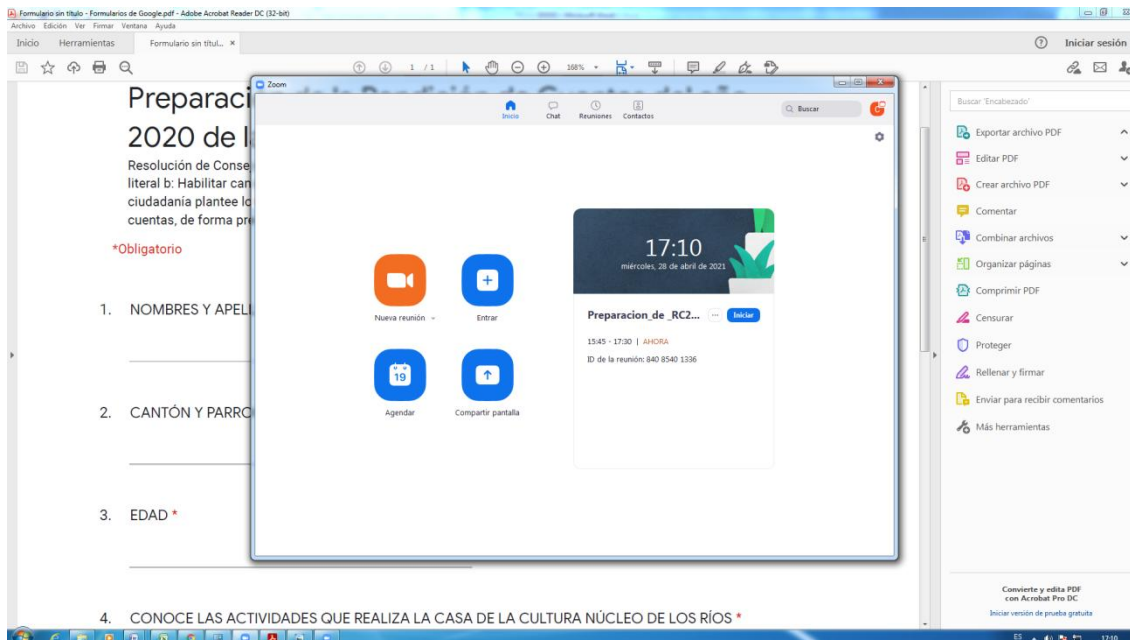 Formulario sin título - Formularios de Google.pdf - Adobe Acrobat Reader DC (32-bit)
Archivo Edición Ver Firmar Ventana Ayuda
Inicio Herramientas Formulario sin títul... × Iniciar sesión
1 / 1 168%
Preparaci
2020 de l
Resolución de Conse
literal b: Habilitar can
ciudadanía plantee lo
cuentas, de forma pre
*Obligatorio
1. NOMBRES Y APELL
2. CANTÓN Y PARRO
3. EDAD *
4. CONOCE LAS ACTIVIDADES QUE REALIZA LA CASA DE LA CULTURA NÚCLEO DE LOS RÍOS *
Zoom
Inicio Chat Reuniones Contactos Buscar
Nueva reunión Entrar
19
Agendar Compartir pantalla
17:10
miércoles, 28 de abril de 2021
Preparacion_de _RC2... ... Iniciar
15:45 - 17:30 | AHORA
ID de la reunión: 840 8540 1336
Buscar 'Encabezado'
Exportar archivo PDF
Editar PDF
Crear archivo PDF
Comentar
Combinar archivos
Organizar páginas
Comprimir PDF
Censurar
Proteger
Rellenar y firmar
Enviar para recibir comentarios
Más herramientas
Convierte y edita PDF
con Acrobat Pro DC
Iniciar versión de prueba gratuita
ES 17:10